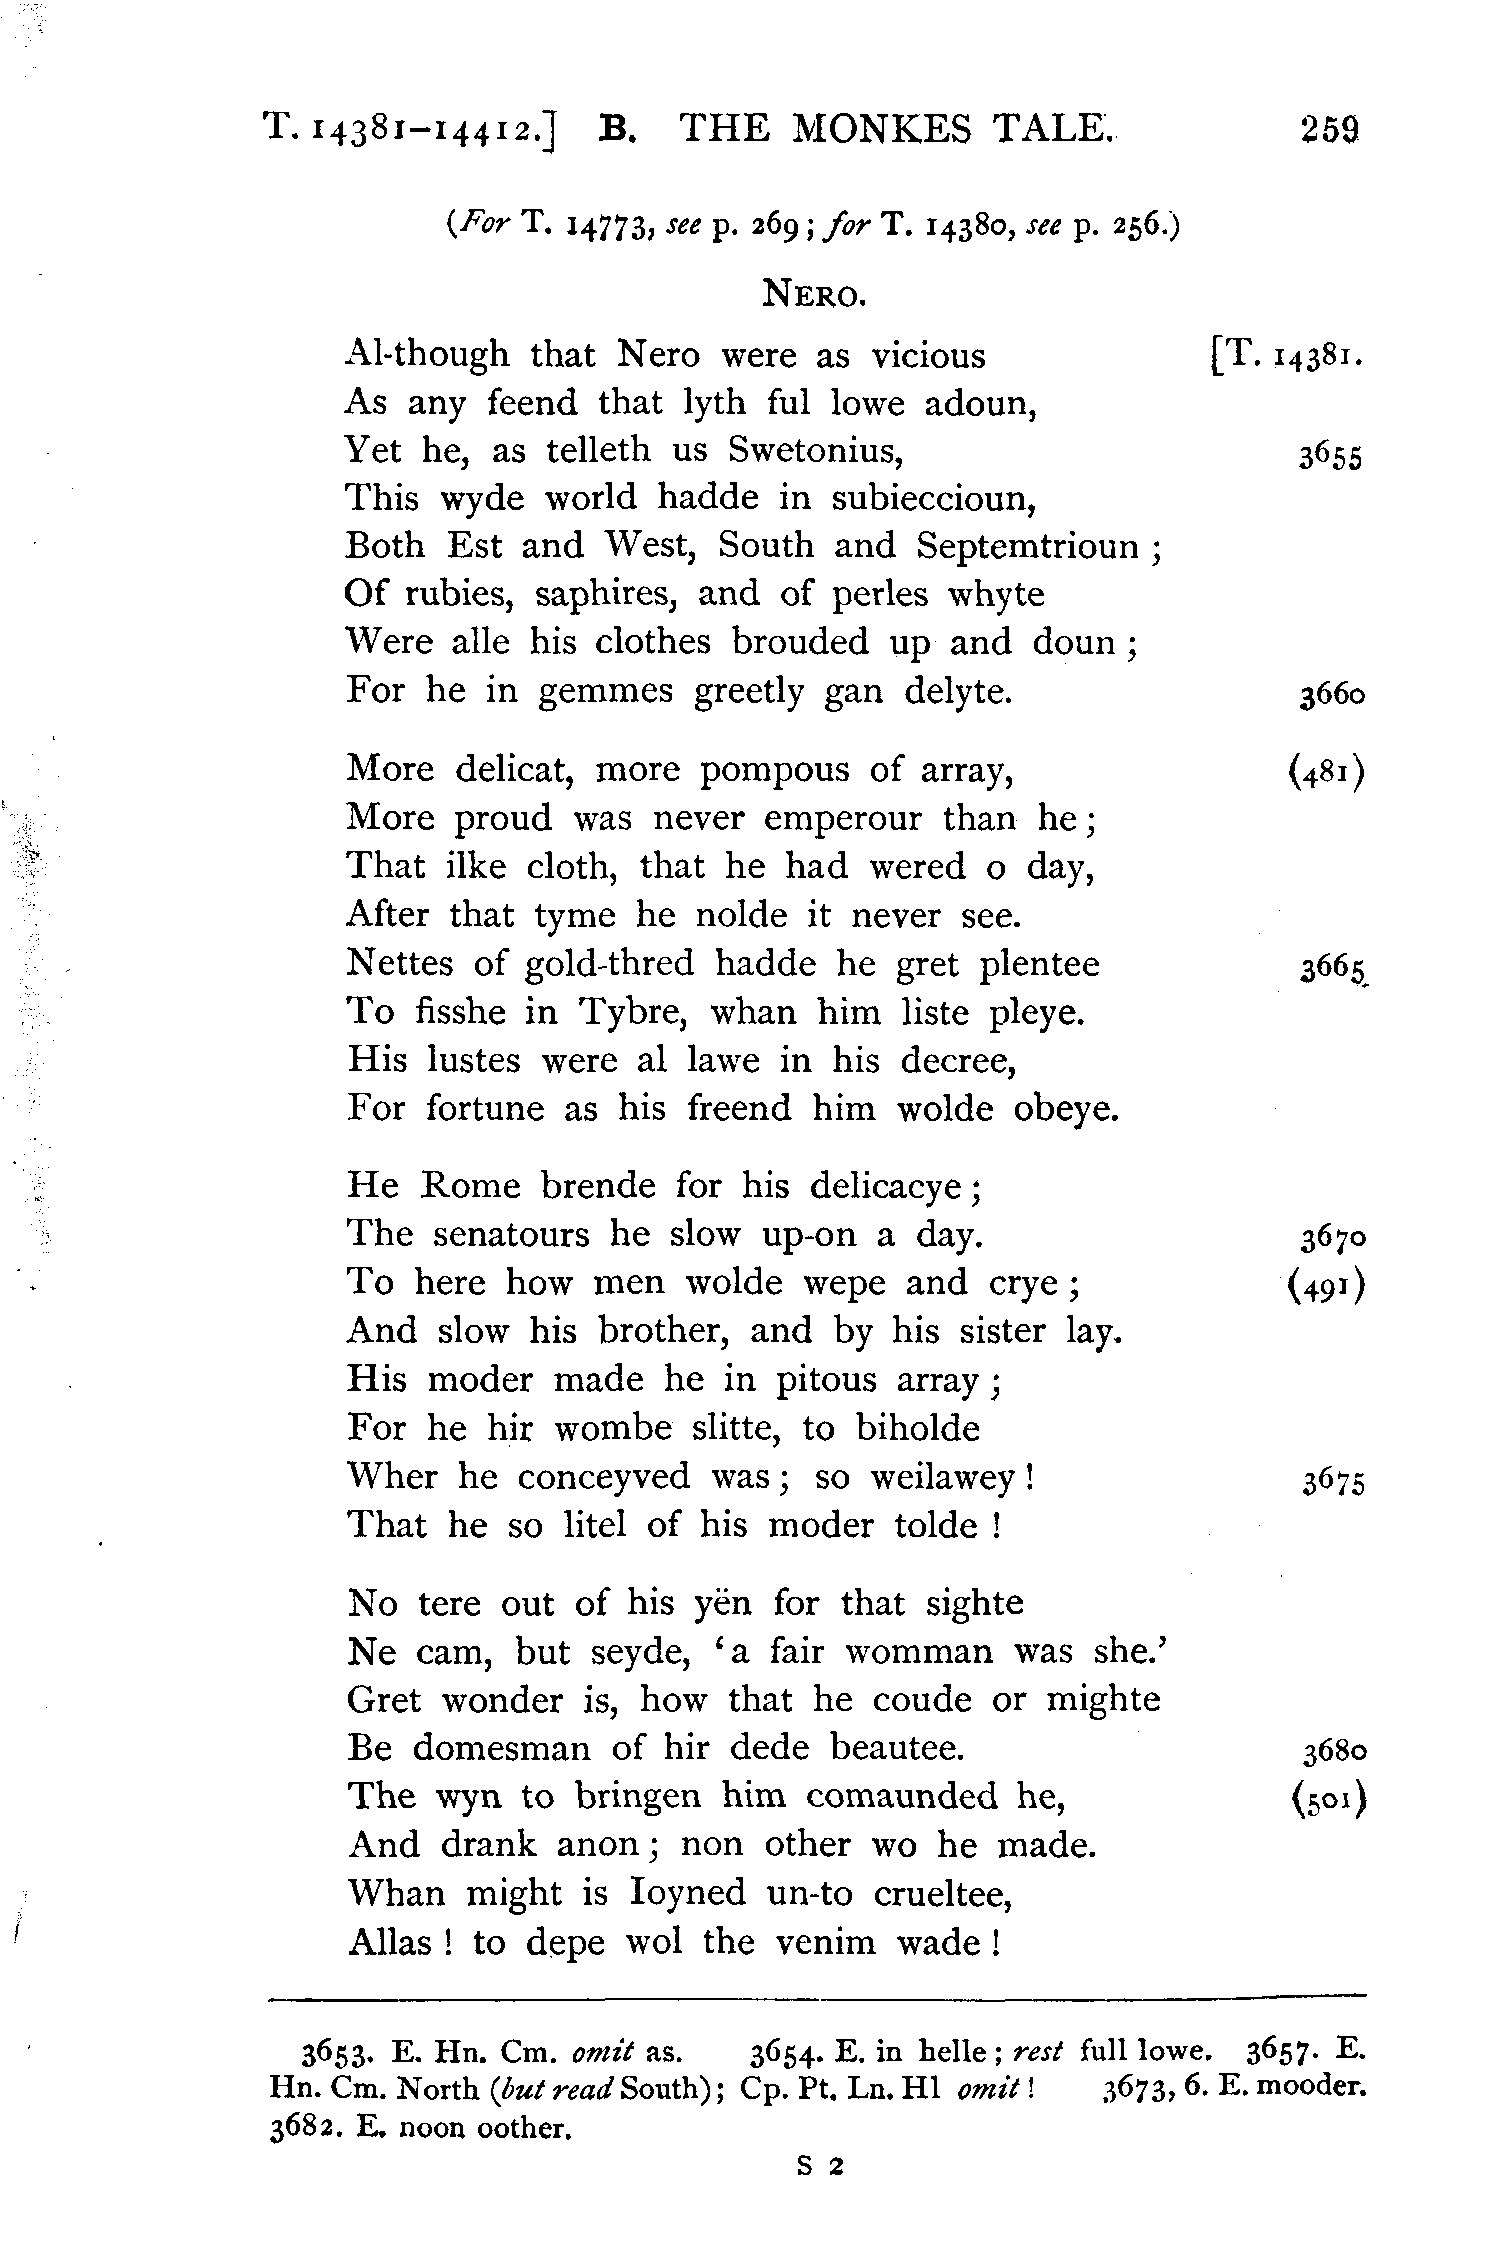 T. 14381–14412.] B. THE MONKES TALE. 259
(For T. 14773, see p. 269; for T. 14380, see p. 256.)
NERO.
Al-though that Nero were as vicious [T. 14381.
As any feend that lyth ful lowe adoun,
Yet he, as telleth us Swetonius, 3655
This wyde world hadde in subieccioun,
Both Est and West, South and Septemtrioun ;
Of rubies, saphires, and of perles whyte
Were alle his clothes brouded up and doun ;
For he in gemmes greetly gan delyte. 3660
More delicat, more pompous of array, (481)
More proud was never emperour than he ;
That ilke cloth, that he had wered o day,
After that tyme he nolde it never see.
Nettes of gold-thred hadde he gret plentee 3665
To fisshe in Tybre, whan him liste pleye.
His lustes were al lawe in his decree,
For fortune as his freend him wolde obeye.
He Rome brende for his delicacye ;
The senatours he slow up-on a day. 3670
To here how men wolde wepe and crye ; (491)
And slow his brother, and by his sister lay.
His moder made he in pitous array ;
For he hir wombe slitte, to biholde
Wher he conceyved was ; so weilawey ! 3675
That he so litel of his moder tolde !
No tere out of his yën for that sighte
Ne cam, but seyde, ‘a fair womman was she.’
Gret wonder is, how that he coude or mighte
Be domesman of hir dede beautee. 3680
The wyn to bringen him comaunded he, (501)
And drank anon ; non other wo he made.
Whan might is Ioyned un-to crueltee,
Allas ! to depe wol the venim wade !
3653. E. Hn. Cm. omit as. 3654. E. in helle; rest full lowe. 3657. E.
Hn. Cm. North (but read South); Cp. Pt. Ln. Hl omit! 3673, 6. E. mooder.
3682. E. noon oother.
S 2